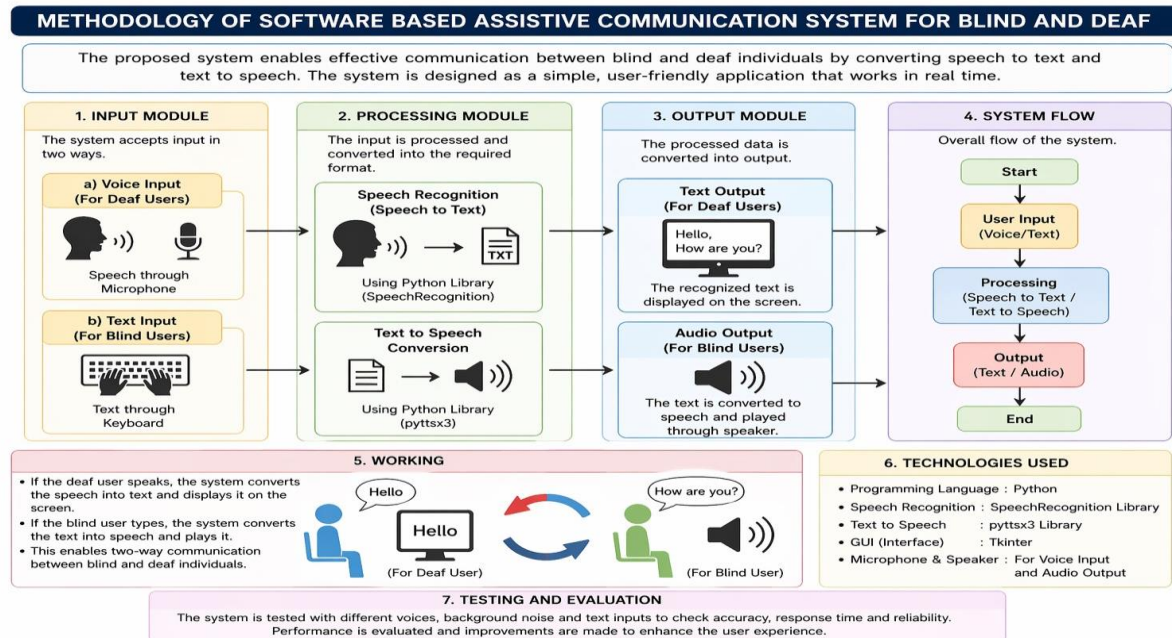 METHODOLOGY OF SOFTWARE BASED ASSISTIVE COMMUNICATION SYSTEM FOR BLIND AND DEAF
The proposed system enables effective communication between blind and deaf individuals by converting speech to text and
text to speech. The system is designed as a simple, user-friendly application that works in real time.
1. INPUT MODULE
The system accepts input in
two ways.
a) Voice Input
(For Deaf Users)
Speech through
Microphone
b) Text Input
(For Blind Users)
Text through
Keyboard
2. PROCESSING MODULE
The input is processed and
converted into the required
format.
Speech Recognition
(Speech to Text)
TXT
Using Python Library
(SpeechRecognition)
Text to Speech
Conversion
Using Python Library
(pyttsx3)
3. OUTPUT MODULE
The processed data is
converted into output.
Text Output
(For Deaf Users)
Hello,
How are you?
The recognized text is
displayed on the screen.
Audio Output
(For Blind Users)
The text is converted to
speech and played
through speaker.
4. SYSTEM FLOW
Overall flow of the system.
Start
User Input
(Voice/Text)
Processing
(Speech to Text /
Text to Speech)
Output
(Text / Audio)
End
5. WORKING
• If the deaf user speaks, the system converts
the speech into text and displays it on the
screen.
• If the blind user types, the system converts
the text into speech and plays it.
• This enables two-way communication
between blind and deaf individuals.
Hello
Hello
(For Deaf User)
How are you?
(For Blind User)
6. TECHNOLOGIES USED
• Programming Language : Python
• Speech Recognition : SpeechRecognition Library
• Text to Speech : pyttsx3 Library
• GUI (Interface) : Tkinter
• Microphone & Speaker : For Voice Input
and Audio Output
7. TESTING AND EVALUATION
The system is tested with different voices, background noise and text inputs to check accuracy, response time and reliability.
Performance is evaluated and improvements are made to enhance the user experience.